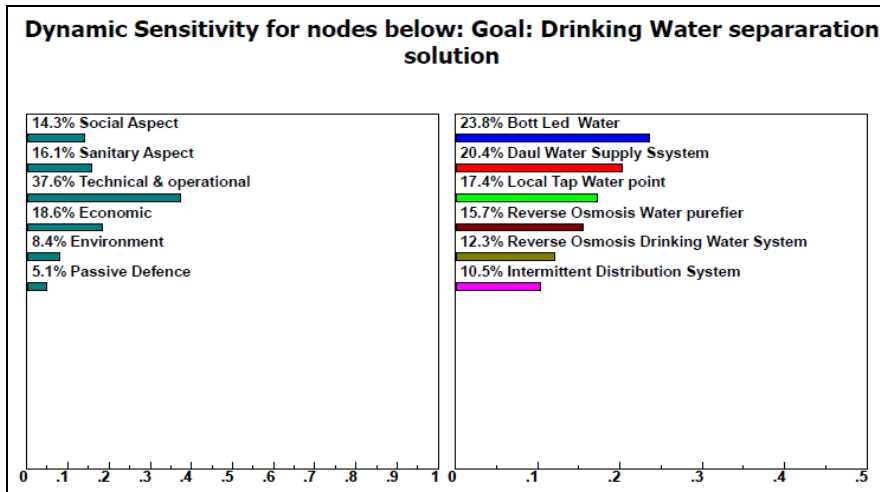 Dynamic Sensitivity for nodes below: Goal: Drinking Water separaration
solution
14.3% Social Aspect
16.1% Sanitary Aspect
37.6% Technical & operational
18.6% Economic
8.4% Environment
5.1% Passive Defence
0 .1 .2 .3 .4 .5 .6 .7 .8 .9 1
23.8% Bott Led Water
20.4% Daul Water Supply Ssystem
17.4% Local Tap Water point
15.7% Reverse Osmosis Water purefier
12.3% Reverse Osmosis Drinking Water System
10.5% Intermittent Distribution System
0 .1 .2 .3 .4 .5